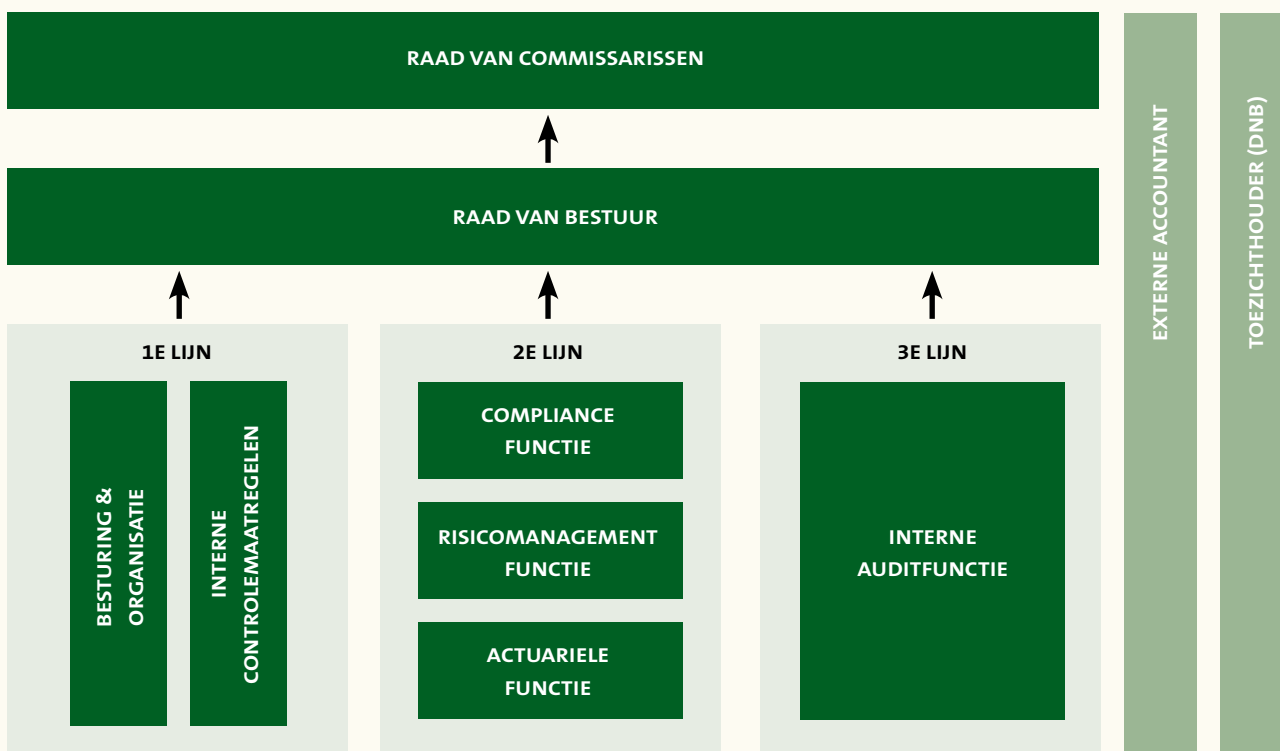 RAAD VAN COMMISSARISSEN
RAAD VAN BESTUUR
1E LIJN
BESTURING &
ORGANISATIE
INTERNE
CONTROLEMAATREGELEN
2E LIJN
COMPLIANCE
FUNCTIE
RISICOMANAGEMENT
FUNCTIE
ACTUARIELE
FUNCTIE
3E LIJN
INTERNE
AUDITFUNCTIE
EXTERNE ACCOUNTANT
TOEZICHTHOUDER (DNB)